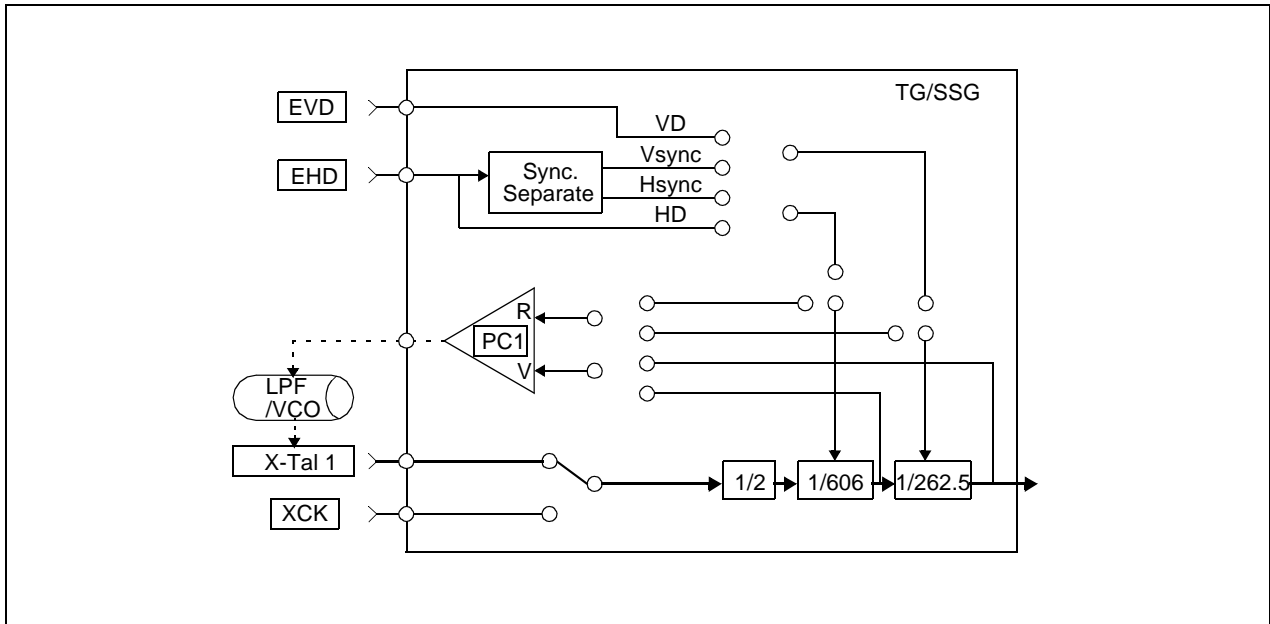 TG/SSG
EVD
VD
Vsync
EHD
Sync.
Separate
Hsync
HD
R
PC1
V
LPF
/VCO
X-Tal 1
1/2
1/606
1/262.5
XCK